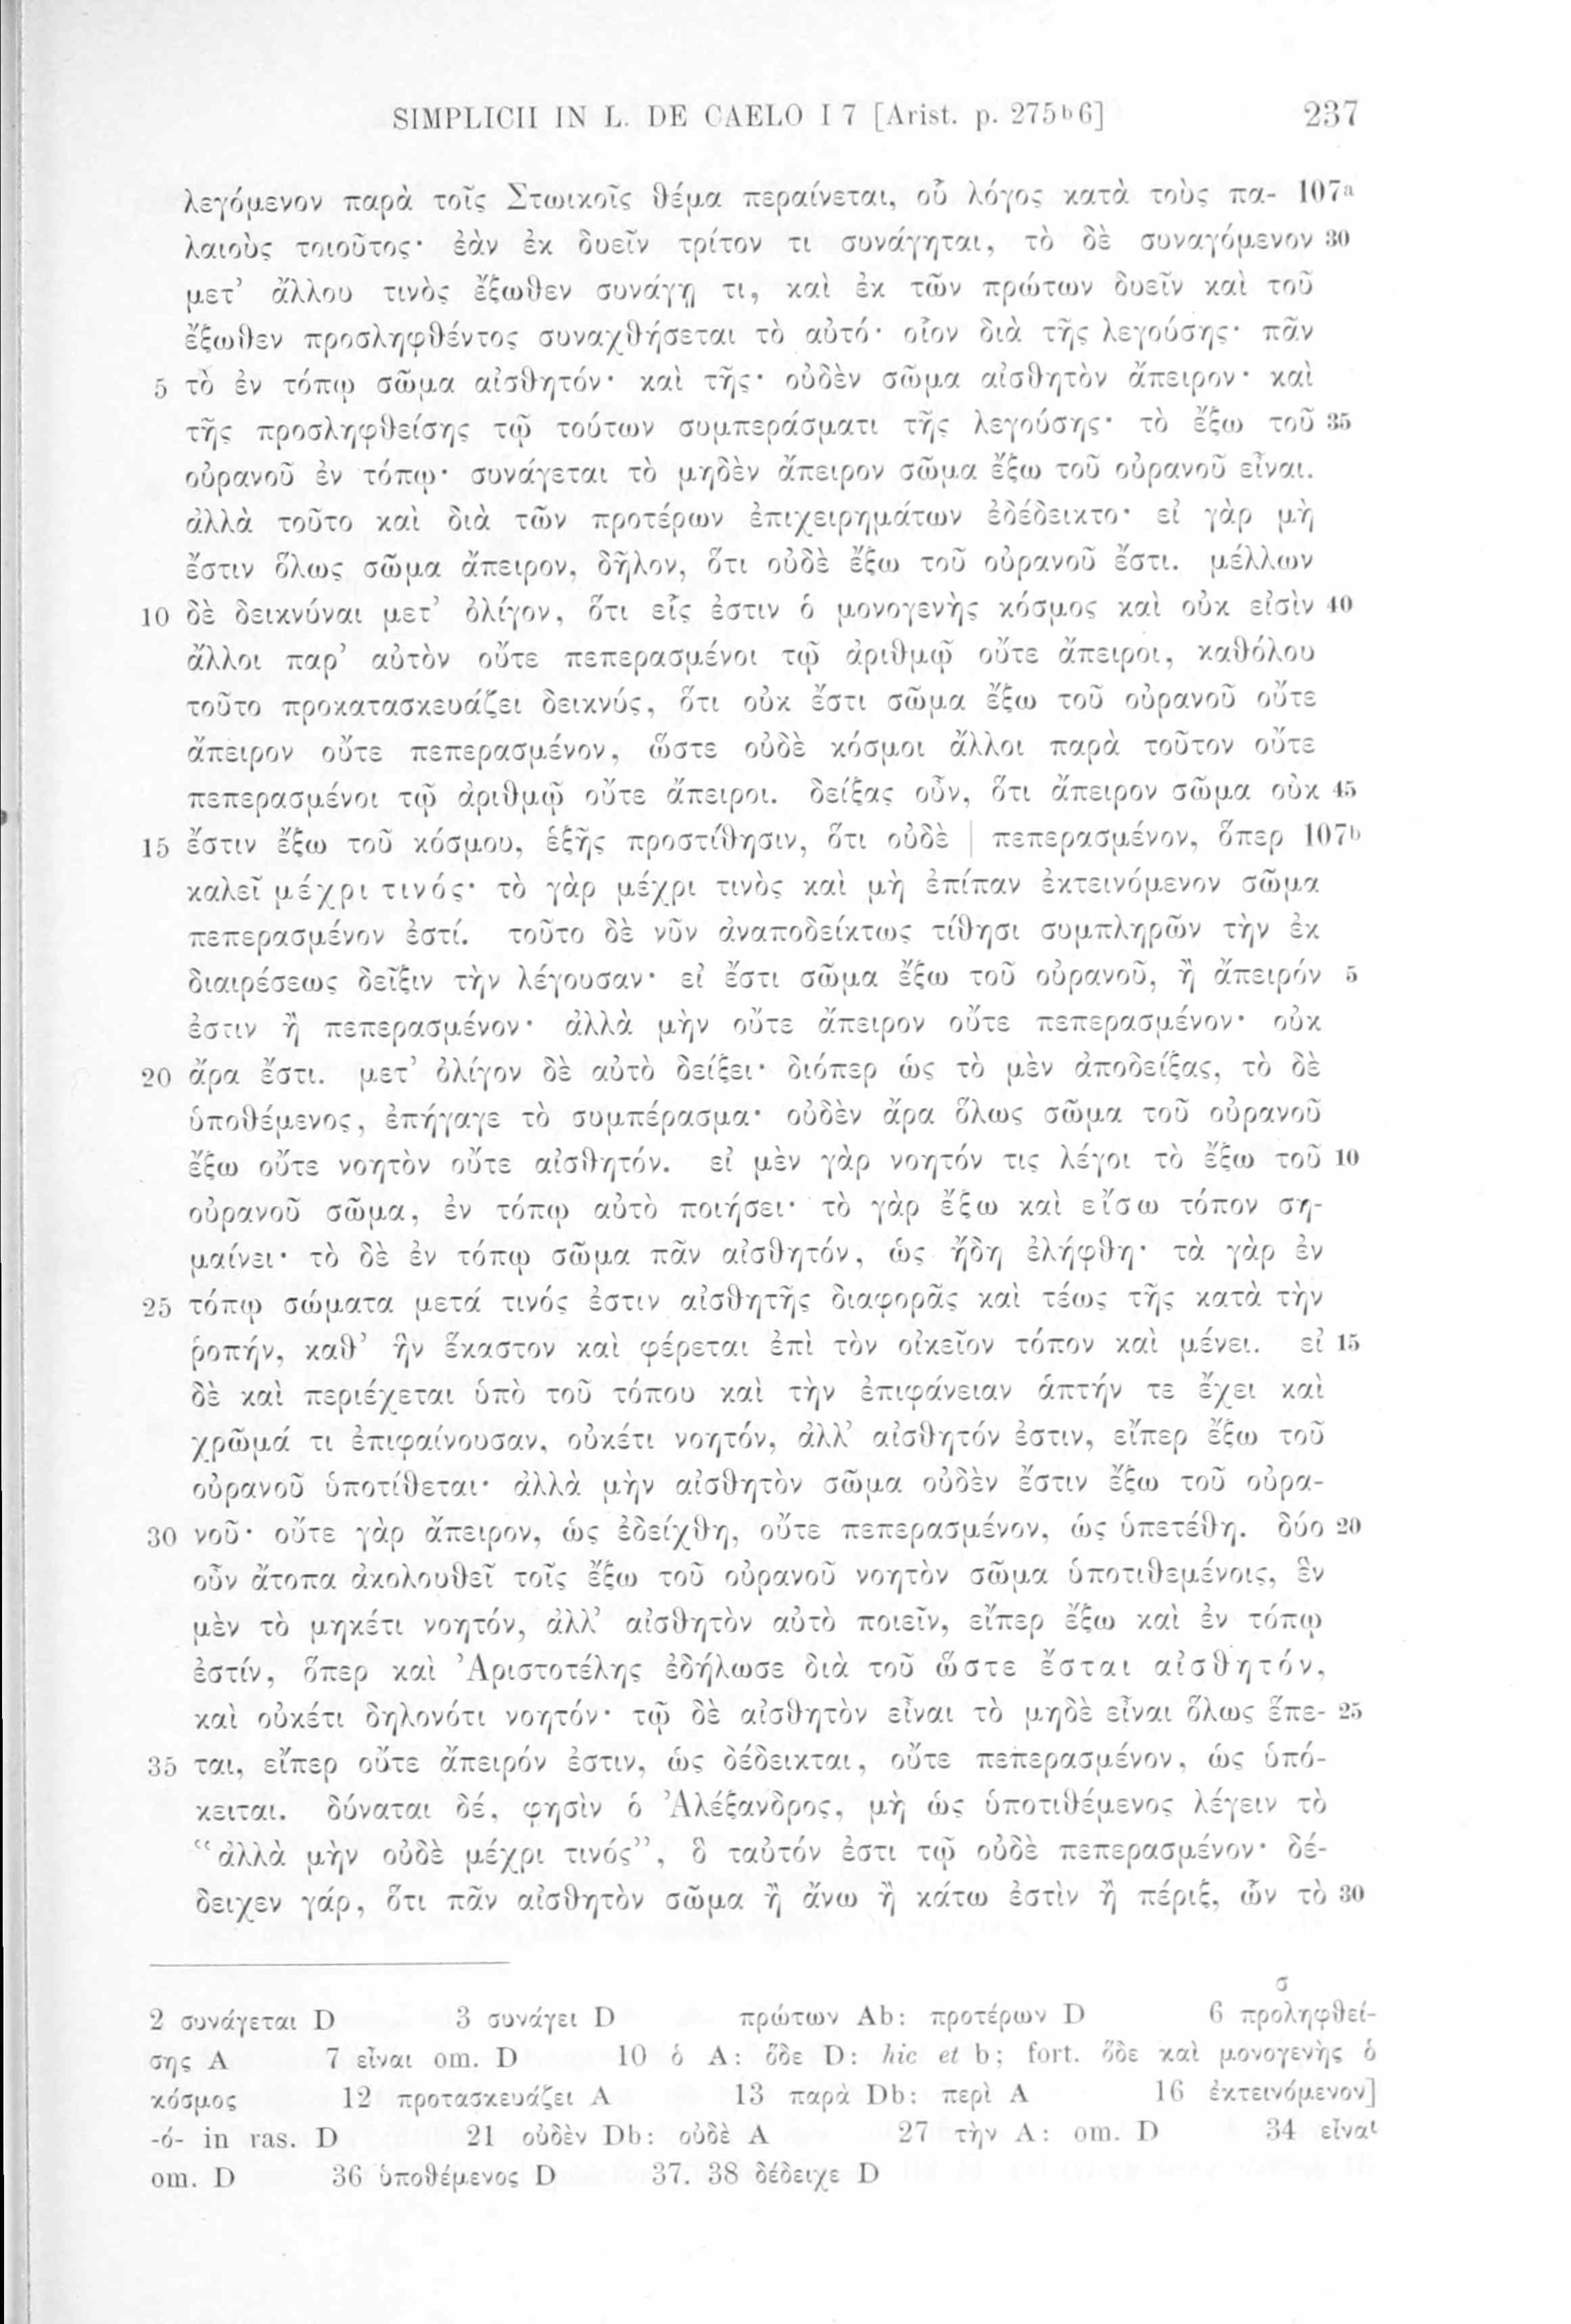 SIMPLICII IN L. DE CAELO I 7 [Arist. p. 275b6] 237
λεγόμενον παρὰ τοῖς Στωικοῖς θέμα περαίνεται, οὗ λόγος κατὰ τοὺς πα- 107a
λαιοὺς τοιοῦτος· ἐὰν ἐκ δυεῖν τρίτον τι συνάγηται, τὸ δὲ συναγόμενον 30
μετ’ ἄλλου τινὸς ἔξωθεν συνάγῃ τι, καὶ ἐκ τῶν πρώτων δυεῖν καὶ τοῦ
ἔξωθεν προσληφθέντος συναχθήσεται τὸ αὐτό· οἷον διὰ τῆς λεγούσης· πᾶν
5 τὸ ἐν τόπῳ σῶμα αἰσθητόν· καὶ τῆς· οὐδὲν σῶμα αἰσθητὸν ἄπειρον· καὶ
τῆς προσληφθείσης τῷ τούτων συμπεράσματι τῆς λεγούσης· τὸ ἔξω τοῦ 35
οὐρανοῦ ἐν τόπῳ· συνάγεται τὸ μηδὲν ἄπειρον σῶμα ἔξω τοῦ οὐρανοῦ εἶναι.
ἀλλὰ τοῦτο καὶ διὰ τῶν προτέρων ἐπιχειρημάτων ἐδέδεικτο· εἰ γὰρ μὴ
ἔστιν ὅλως σῶμα ἄπειρον, δῆλον, ὅτι οὐδὲ ἔξω τοῦ οὐρανοῦ ἔστι. μέλλων
10 δὲ δεικνύναι μετ’ ὀλίγον, ὅτι εἷς ἐστιν ὁ μονογενὴς κόσμος καὶ οὐκ εἰσὶν 40
ἄλλοι παρ’ αὐτὸν οὔτε πεπερασμένοι τῷ ἀριθμῷ οὔτε ἄπειροι, καθόλου
τοῦτο προκατασκευάζει δεικνύς, ὅτι οὐκ ἔστι σῶμα ἔξω τοῦ οὐρανοῦ οὔτε
ἄπειρον οὔτε πεπερασμένον, ὥστε οὐδὲ κόσμοι ἄλλοι παρὰ τοῦτον οὔτε
πεπερασμένοι τῷ ἀριθμῷ οὔτε ἄπειροι. δείξας οὖν, ὅτι ἄπειρον σῶμα οὐκ 45
15 ἔστιν ἔξω τοῦ κόσμου, ἑξῆς προστίθησιν, ὅτι οὐδὲ | πεπερασμένον, ὅπερ 107b
καλεῖ μέχρι τινός· τὸ γὰρ μέχρι τινὸς καὶ μὴ ἐπίπαν ἐκτεινόμενον σῶμα
πεπερασμένον ἐστί. τοῦτο δὲ νῦν ἀναποδείκτως τίθησι συμπληρῶν τὴν ἐκ
διαιρέσεως δεῖξιν τὴν λέγουσαν· εἰ ἔστι σῶμα ἔξω τοῦ οὐρανοῦ, ἢ ἄπειρόν 5
ἐστιν ἢ πεπερασμένον· ἀλλὰ μὴν οὔτε ἄπειρον οὔτε πεπερασμένον· οὐκ
20 ἄρα ἔστι. μετ’ ὀλίγον δὲ αὐτὸ δείξει· διόπερ ὡς τὸ μὲν ἀποδείξας, τὸ δὲ
ὑποθέμενος, ἐπήγαγε τὸ συμπέρασμα· οὐδὲν ἄρα ὅλως σῶμα τοῦ οὐρανοῦ
ἔξω οὔτε νοητὸν οὔτε αἰσθητόν. εἰ μὲν γὰρ νοητόν τις λέγοι τὸ ἔξω τοῦ 10
οὐρανοῦ σῶμα, ἐν τόπῳ αὐτὸ ποιήσει· τὸ γὰρ ἔξω καὶ εἴσω τόπον ση-
μαίνει· τὸ δὲ ἐν τόπῳ σῶμα πᾶν αἰσθητόν, ὡς ἤδη ἐλήφθη· τὰ γὰρ ἐν
25 τόπῳ σώματα μετά τινός ἐστιν αἰσθητῆς διαφορᾶς καὶ τέως τῆς κατὰ τὴν
ῥοπήν, καθ’ ἣν ἕκαστον καὶ φέρεται ἐπὶ τὸν οἰκεῖον τόπον καὶ μένει. εἰ 15
δὲ καὶ περιέχεται ὑπὸ τοῦ τόπου καὶ τὴν ἐπιφάνειαν ἁπτήν τε ἔχει καὶ
χρῶμά τι ἐπιφαίνουσαν, οὐκέτι νοητόν, ἀλλ’ αἰσθητόν ἐστιν, εἴπερ ἔξω τοῦ
οὐρανοῦ ὑποτίθεται· ἀλλὰ μὴν αἰσθητὸν σῶμα οὐδὲν ἔστιν ἔξω τοῦ οὐρα-
30 νοῦ· οὔτε γὰρ ἄπειρον, ὡς ἐδείχθη, οὔτε πεπερασμένον, ὡς ὑπετέθη. δύο 20
οὖν ἄτοπα ἀκολουθεῖ τοῖς ἔξω τοῦ οὐρανοῦ νοητὸν σῶμα ὑποτιθεμένοις, ἓν
μὲν τὸ μηκέτι νοητόν, ἀλλ’ αἰσθητὸν αὐτὸ ποιεῖν, εἴπερ ἔξω καὶ ἐν τόπῳ
ἐστίν, ὅπερ καὶ Ἀριστοτέλης ἐδήλωσε διὰ τοῦ ὥστε ἔσται αἰσθητόν,
καὶ οὐκέτι δηλονότι νοητόν· τῷ δὲ αἰσθητὸν εἶναι τὸ μηδὲ εἶναι ὅλως ἕπε- 25
35 ται, εἴπερ οὔτε ἄπειρόν ἐστιν, ὡς δέδεικται, οὔτε πεπερασμένον, ὡς ὑπό-
κειται. δύναται δέ, φησὶν ὁ Ἀλέξανδρος, μὴ ὡς ὑποτιθέμενος λέγειν τὸ
“ἀλλὰ μὴν οὐδὲ μέχρι τινός”, ὃ ταὐτόν ἐστι τῷ οὐδὲ πεπερασμένον· δέ-
δειχεν γάρ, ὅτι πᾶν αἰσθητὸν σῶμα ἢ ἄνω ἢ κάτω ἐστὶν ἢ πέριξ, ὧν τὸ 30
σ
2 συνάγεται D 3 συνάγει D πρώτων Ab: προτέρων D 6 προληφθεί-
σης A 7 εἶναι om. D 10 ὁ A: ὅδε D: hic et b; fort. ὅδε καὶ μονογενὴς ὁ
κόσμος 12 προτασκευάζει A 13 παρὰ Db: περὶ A 16 ἐκτεινόμενον]
-ό- in ras. D 21 οὐδὲν Db: οὐδὲ A 27 τὴν A: om. D 34 εἶναι
om. D 36 ὑποθέμενος D 37. 38 δέδειχε D